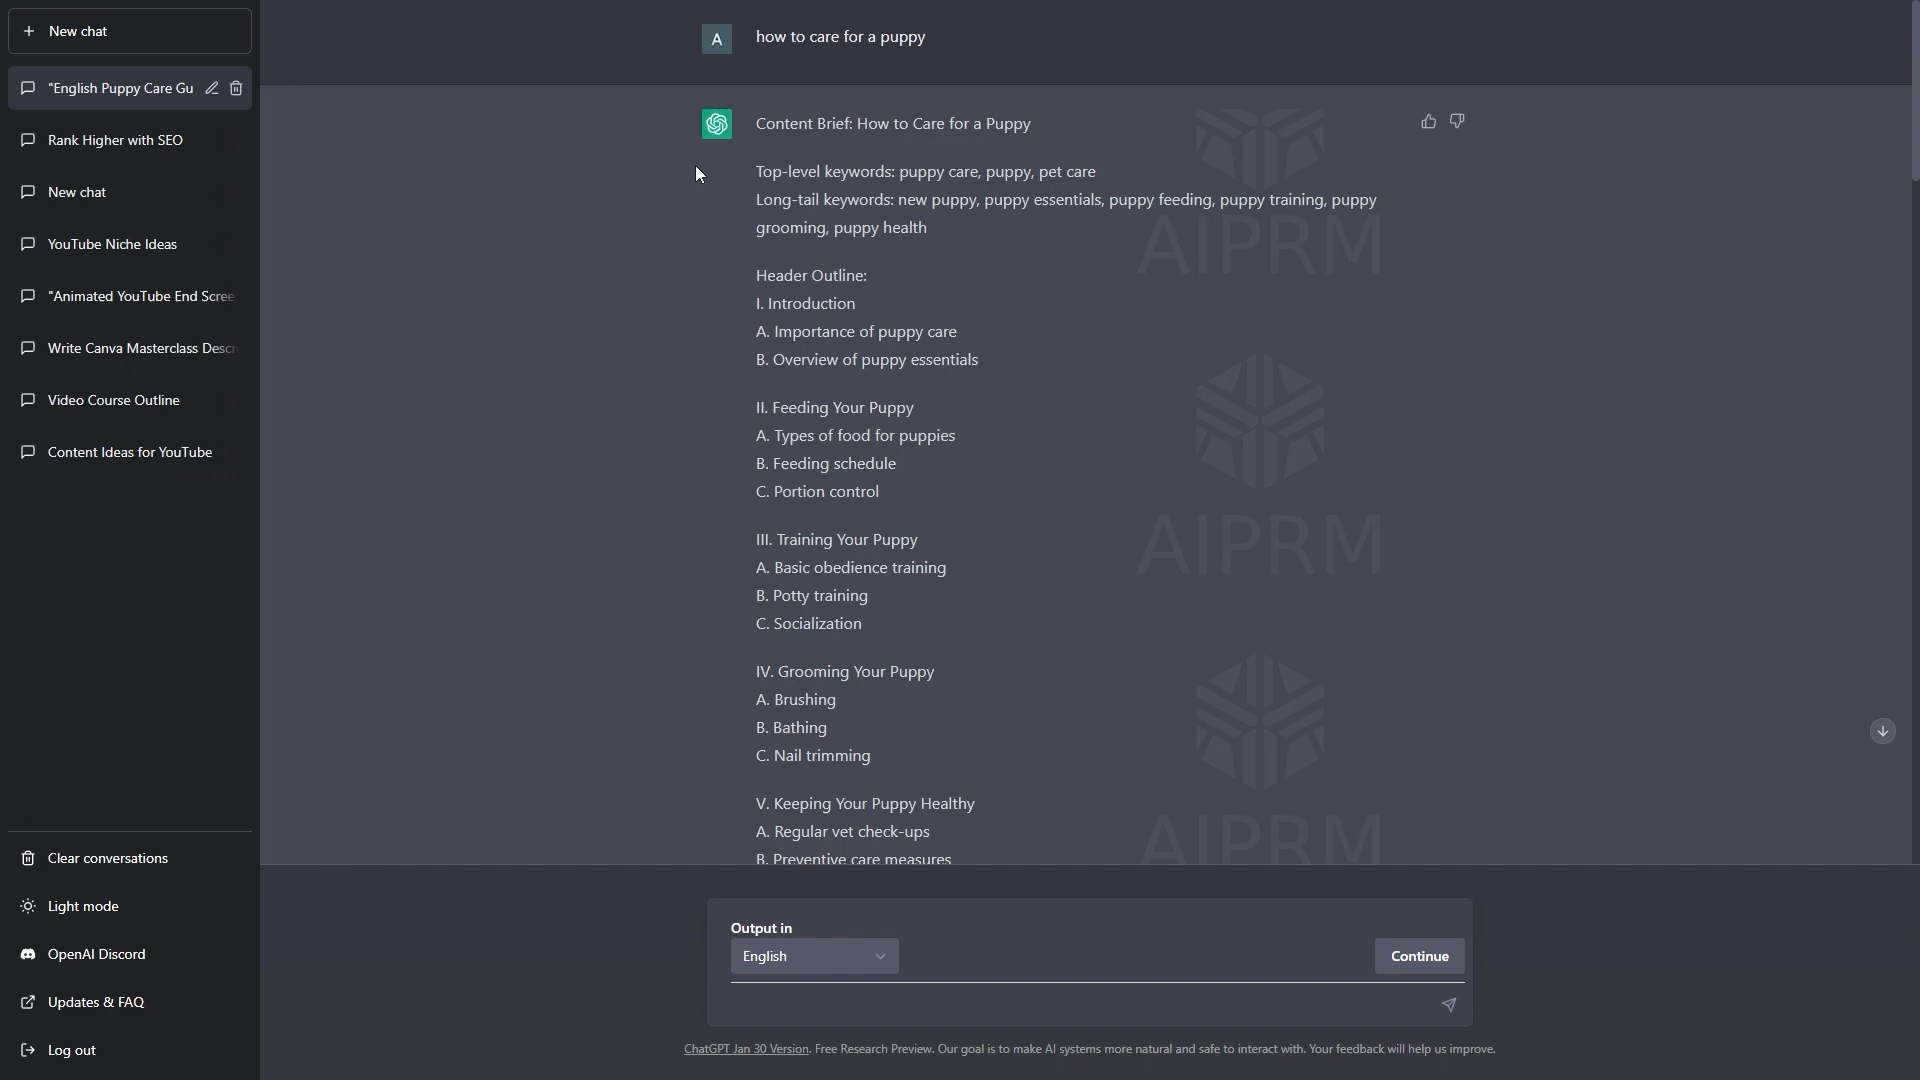 New chat
"English Puppy Care Gu
Rank Higher with SEO
New chat
YouTube Niche Ideas
"Animated YouTube End Scree
Write Canva Masterclass Descr
Video Course Outline
Content Ideas for YouTube
Clear conversations
Light mode
OpenAI Discord
Updates & FAQ
Log out
A
how to care for a puppy
Content Brief: How to Care for a Puppy
Top-level keywords: puppy care, puppy, pet care
Long-tail keywords: new puppy, puppy essentials, puppy feeding, puppy training, puppy
grooming, puppy health
Header Outline:
I. Introduction
A. Importance of puppy care
B. Overview of puppy essentials
II. Feeding Your Puppy
A. Types of food for puppies
B. Feeding schedule
C. Portion control
III. Training Your Puppy
A. Basic obedience training
B. Potty training
C. Socialization
IV. Grooming Your Puppy
A. Brushing
B. Bathing
C. Nail trimming
V. Keeping Your Puppy Healthy
A. Regular vet check-ups
B. Preventive care measures
AIPRM
AIPRM
AIPRM
Output in
English
Continue
ChatGPT Jan 30 Version. Free Research Preview. Our goal is to make AI systems more natural and safe to interact with. Your feedback will help us improve.